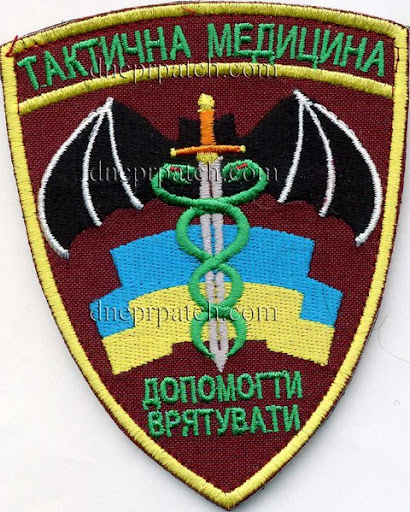 ТАКТИЧНА МЕДИЦИНА
dneprpatch.com
dneprpatch.com
dneprpatch.com
ДОПОМОГТИ
ВРЯТУВАТИ